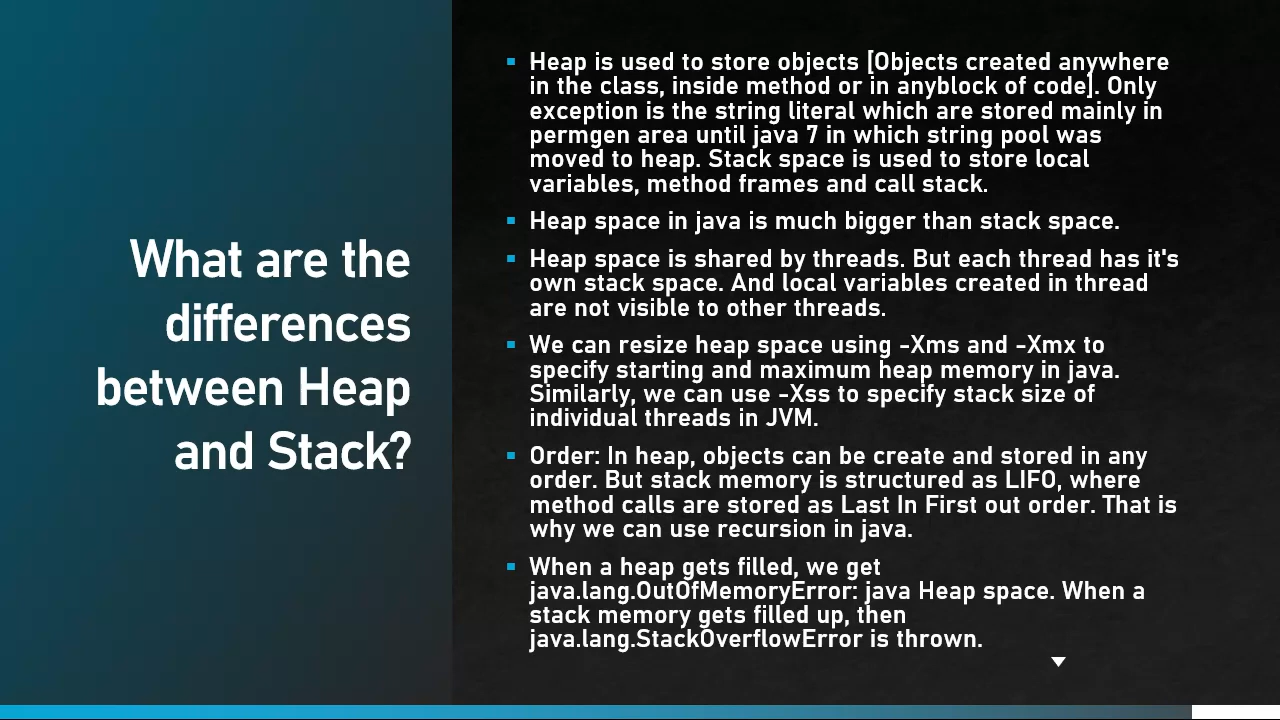 What are the
differences
between Heap
and Stack?
Heap is used to store objects [Objects created anywhere
in the class, inside method or in anyblock of code]. Only
exception is the string literal which are stored mainly in
permgen area until java 7 in which string pool was
moved to heap. Stack space is used to store local
variables, method frames and call stack.
Heap space in java is much bigger than stack space.
Heap space is shared by threads. But each thread has it's
own stack space. And local variables created in thread
are not visible to other threads.
We can resize heap space using -Xms and -Xmx to
specify starting and maximum heap memory in java.
Similarly, we can use -Xss to specify stack size of
individual threads in JVM.
Order: In heap, objects can be create and stored in any
order. But stack memory is structured as LIFO, where
method calls are stored as Last In First out order. That is
why we can use recursion in java.
When a heap gets filled, we get
java.lang.OutOfMemoryError: java Heap space. When a
stack memory gets filled up, then
java.lang.StackOverflowError is thrown.